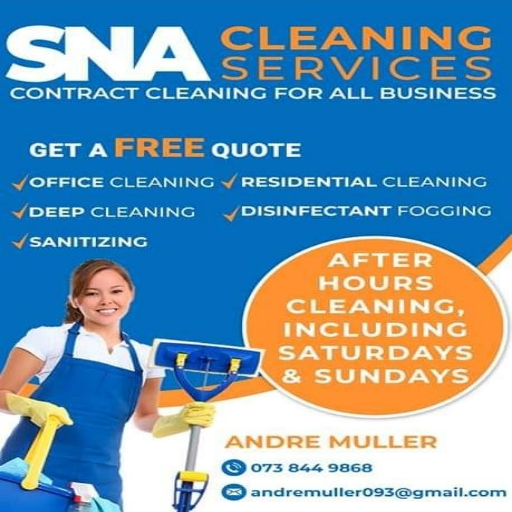 SNA CLEANING
SERVICES
CONTRACT CLEANING FOR ALL BUSINESS
GET A FREE QUOTE
OFFICE CLEANING
RESIDENTIAL CLEANING
DEEP CLEANING
DISINFECTANT FOGGING
SANITIZING
AFTER
HOURS
CLEANING,
INCLUDING
SATURDAYS
& SUNDAYS
ANDRE MULLER
073 844 9868
andremuller093@gmail.com